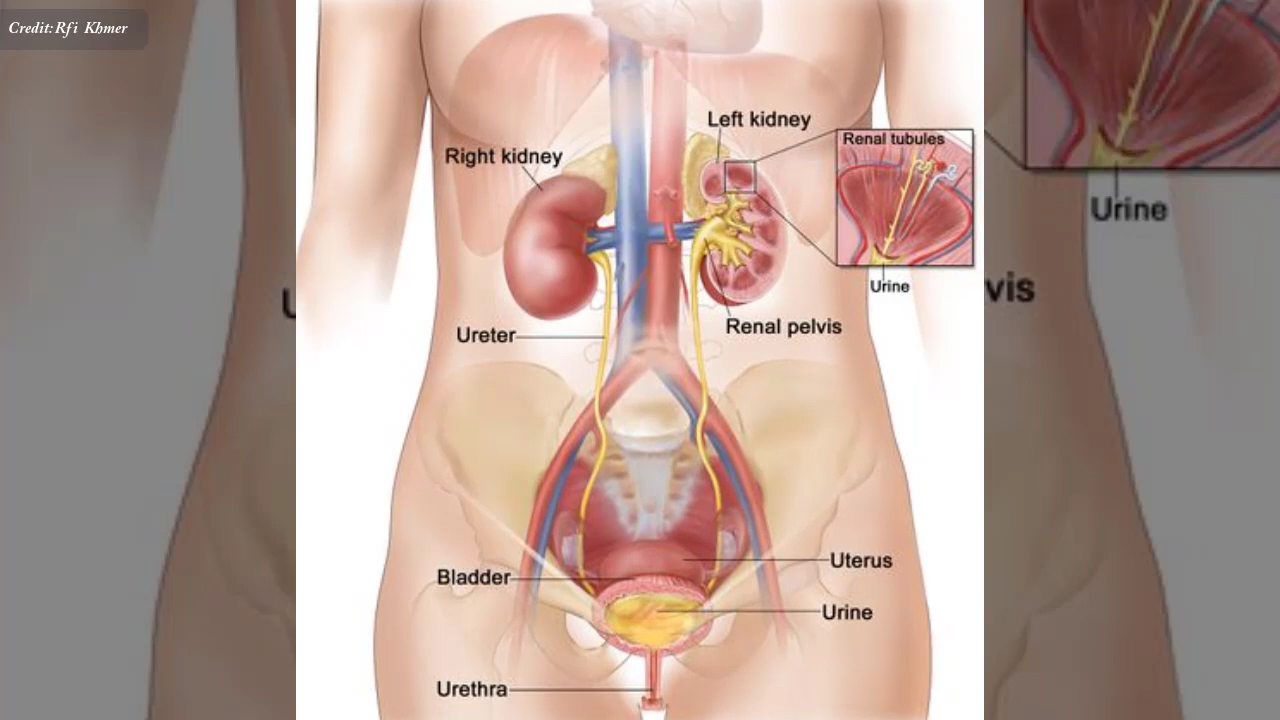 Credit:Rfi Khmer
Left kidney
Renal tubules
Right kidney
Urine
Urine
vis
Renal pelvis
Ureter
Uterus
Bladder
Urine
Urethra